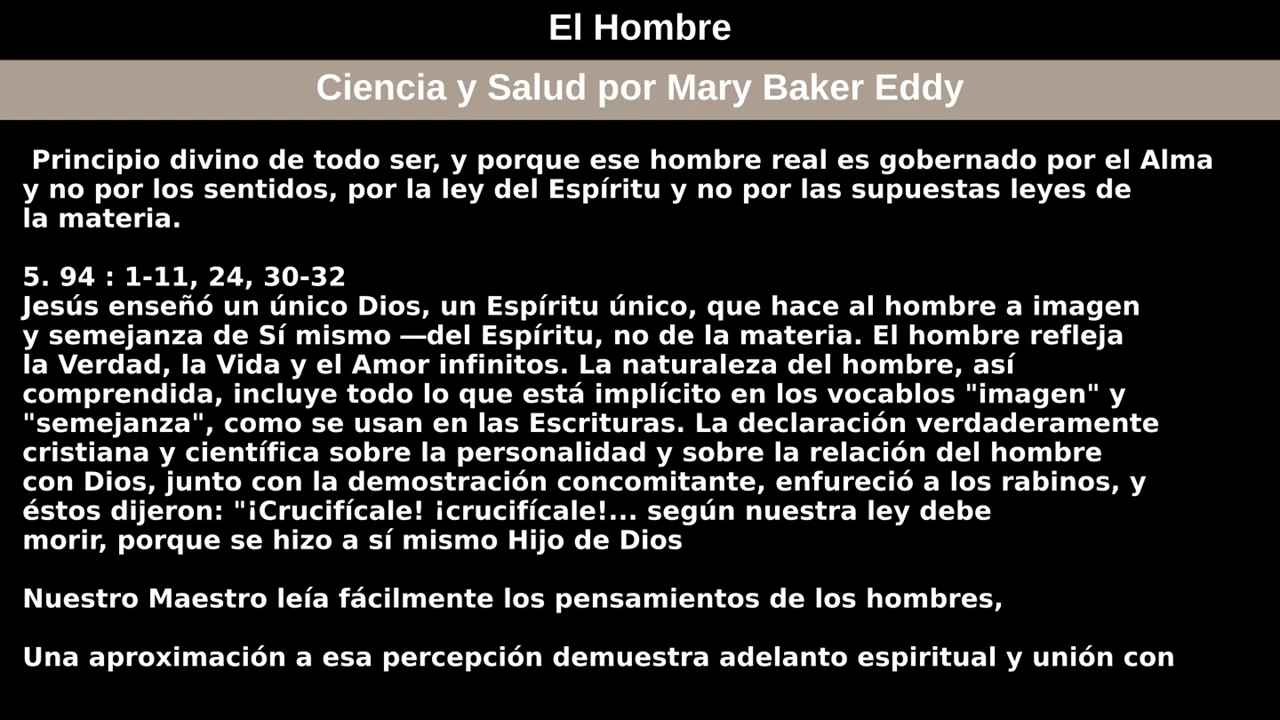 El Hombre
Ciencia y Salud por Mary Baker Eddy
Principio divino de todo ser, y porque ese hombre real es gobernado por el Alma
y no por los sentidos, por la ley del Espíritu y no por las supuestas leyes de
la materia.
5. 94 : 1-11, 24, 30-32
Jesús enseñó un único Dios, un Espíritu único, que hace al hombre a imagen
y semejanza de Sí mismo —del Espíritu, no de la materia. El hombre refleja
la Verdad, la Vida y el Amor infinitos. La naturaleza del hombre, así
comprendida, incluye todo lo que está implícito en los vocablos "imagen" y
"semejanza", como se usan en las Escrituras. La declaración verdaderamente
cristiana y científica sobre la personalidad y sobre la relación del hombre
con Dios, junto con la demostración concomitante, enfureció a los rabinos, y
éstos dijeron: "¡Crucifícale! ¡crucifícale!... según nuestra ley debe
morir, porque se hizo a sí mismo Hijo de Dios
Nuestro Maestro leía fácilmente los pensamientos de los hombres,
Una aproximación a esa percepción demuestra adelanto espiritual y unión con